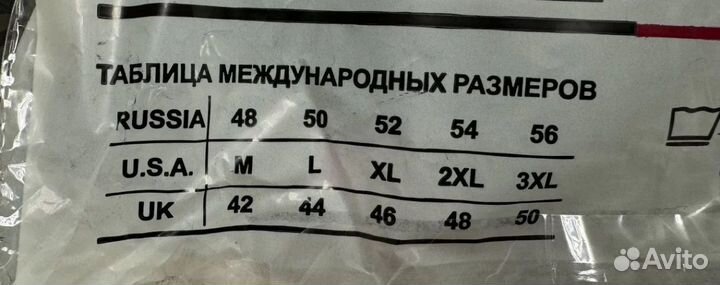 ТАБЛИЦА МЕЖДУНАРОДНЫХ РАЗМЕРОВ
RUSSIA 48 50 52 54 56
U.S.A. M L XL 2XL 3XL
UK 42 44 46 48 50
Avito